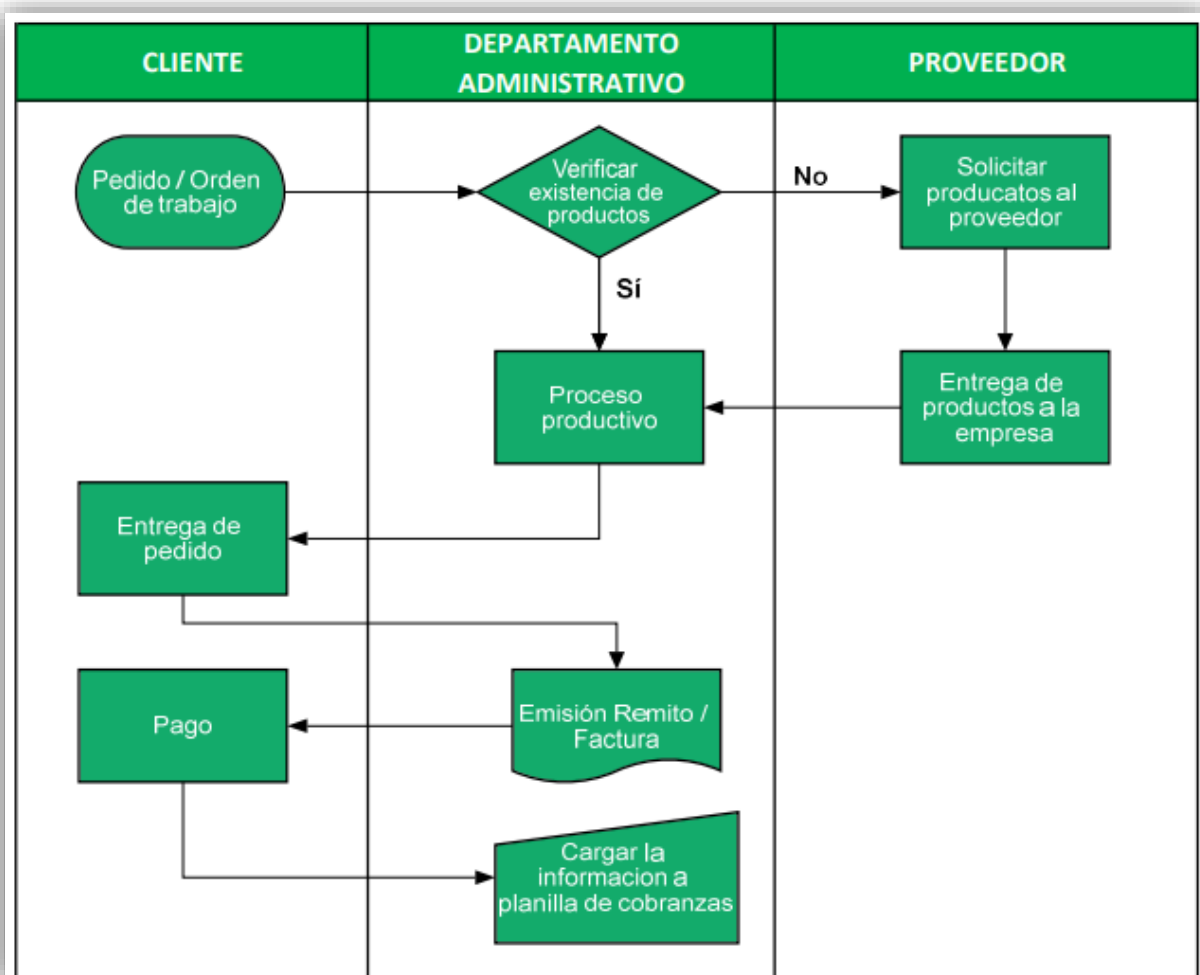 CLIENTE
DEPARTAMENTO
ADMINISTRATIVO
PROVEEDOR
Pedido / Orden
de trabajo
Verificar
existencia de
productos
No
Solicitar
producatos al
proveedor
Sí
Proceso
productivo
Entrega de
productos a la
empresa
Entrega de
pedido
Emisión Remito /
Factura
Pago
Cargar la
informacion a
planilla de cobranzas